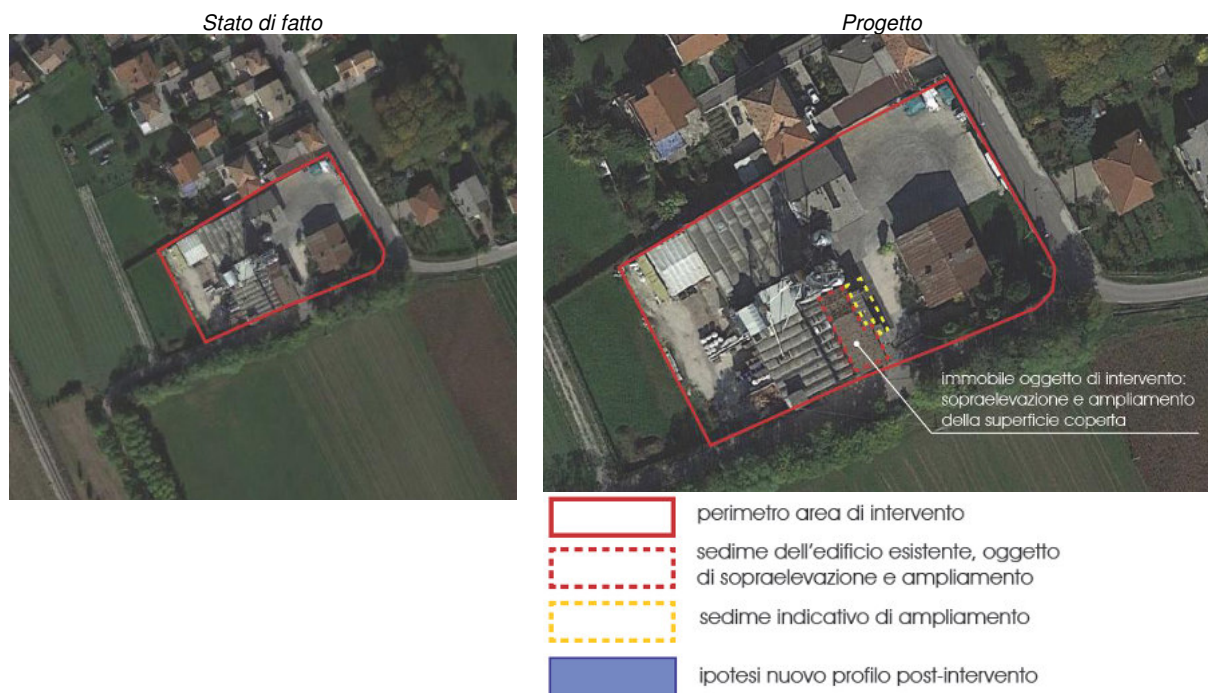 Stato di fatto
Progetto
immobile oggetto di intervento:
sopraelevazione e ampliamento
della superficie coperta
perimetro area di intervento
sedime dell'edificio esistente, oggetto
di sopraelevazione e ampliamento
sedime indicativo di ampliamento
ipotesi nuovo profilo post-intervento